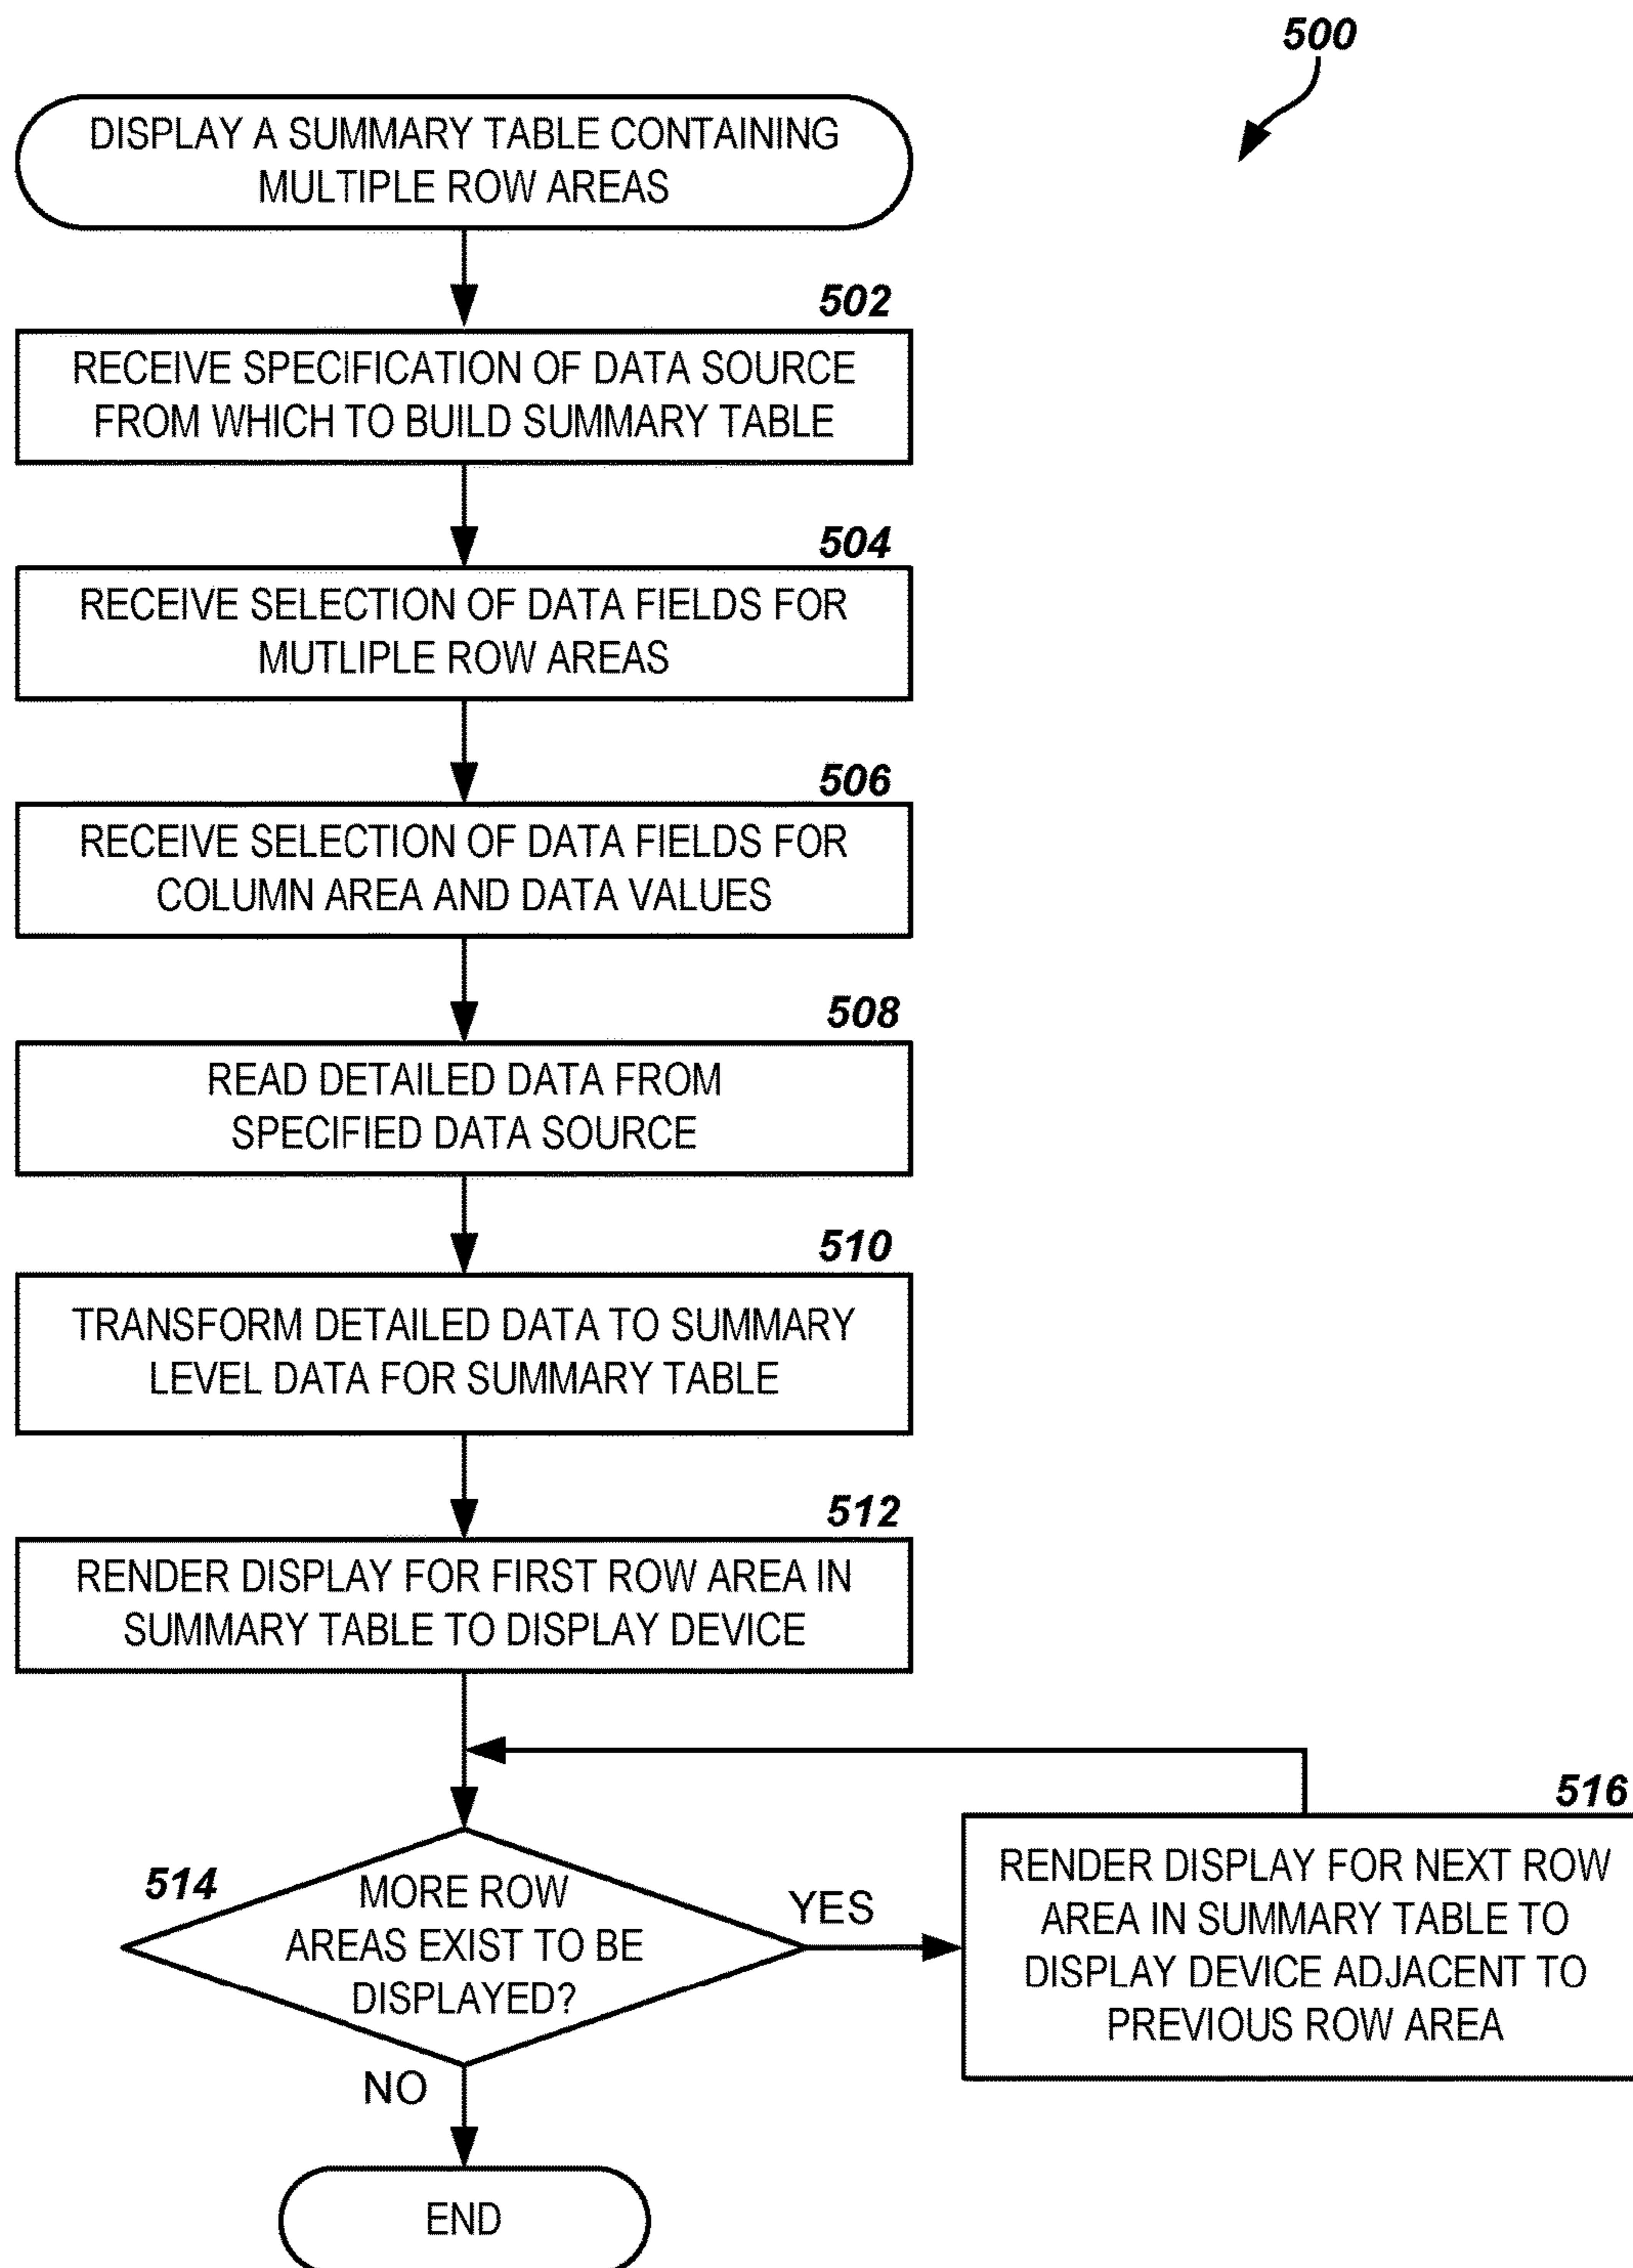 500
DISPLAY A SUMMARY TABLE CONTAINING
MULTIPLE ROW AREAS
502
RECEIVE SPECIFICATION OF DATA SOURCE
FROM WHICH TO BUILD SUMMARY TABLE
504
RECEIVE SELECTION OF DATA FIELDS FOR
MUTLIPLE ROW AREAS
506
RECEIVE SELECTION OF DATA FIELDS FOR
COLUMN AREA AND DATA VALUES
508
READ DETAILED DATA FROM
SPECIFIED DATA SOURCE
510
TRANSFORM DETAILED DATA TO SUMMARY
LEVEL DATA FOR SUMMARY TABLE
512
RENDER DISPLAY FOR FIRST ROW AREA IN
SUMMARY TABLE TO DISPLAY DEVICE
514
MORE ROW
AREAS EXIST TO BE
DISPLAYED?
YES
516
RENDER DISPLAY FOR NEXT ROW
AREA IN SUMMARY TABLE TO
DISPLAY DEVICE ADJACENT TO
PREVIOUS ROW AREA
NO
END